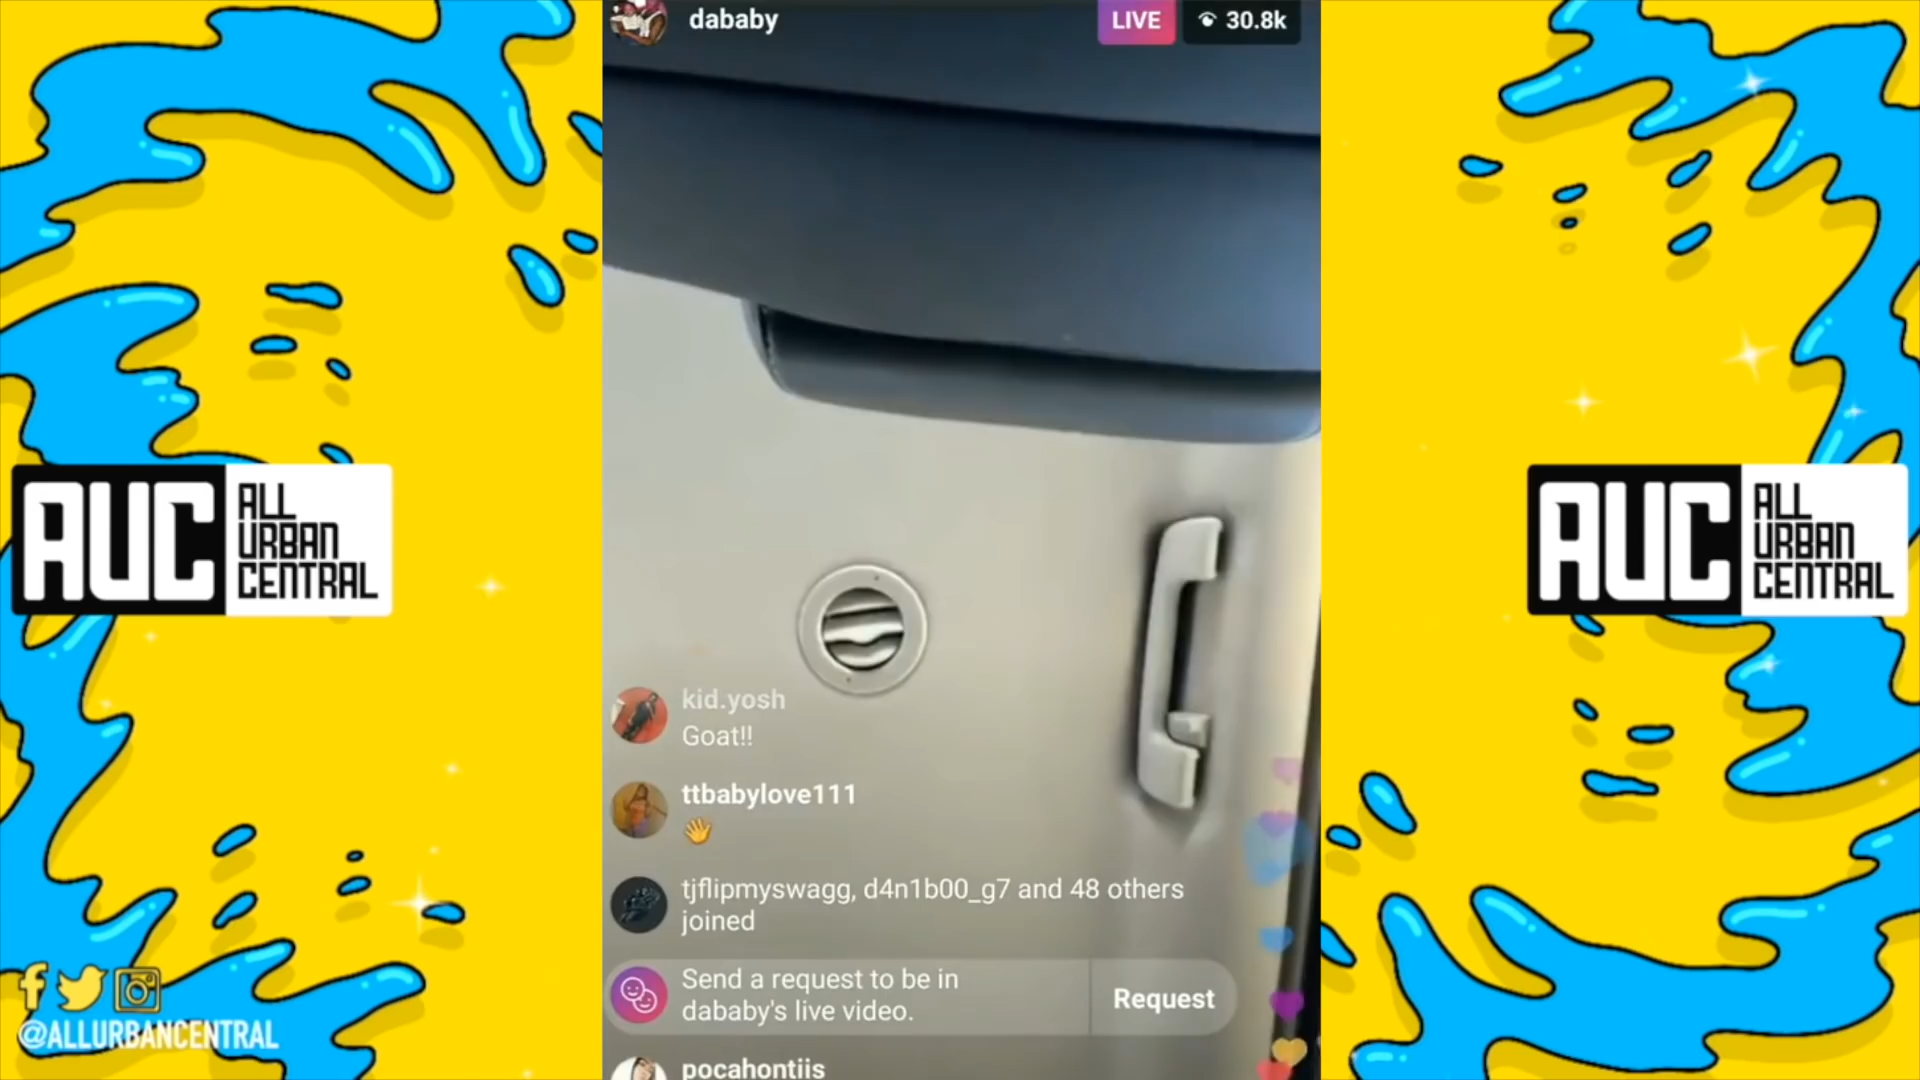 dababy
LIVE
30.8k
AUC
ALL
URBAN
CENTRAL
AUC
ALL
URBAN
CENTRAL
kid.yosh
Goat!!
ttbabylove111
tjflipmyswagg, d4n1b00_g7 and 48 others
joined
Send a request to be in
dababy's live video.
Request
pocahontiis
@ALLURBANCENTRAL